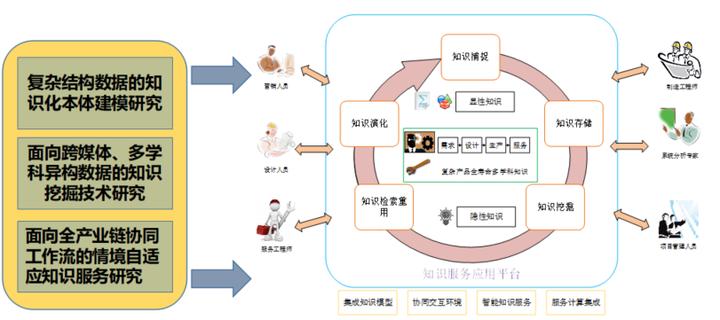 复杂结构数据的知
识化本体建模研究
面向跨媒体、多学
科异构数据的知识
挖掘技术研究
面向全产业链协同
工作流的情境自适
应知识服务研究
营销人员
设计人员
服务工程师
知识捕捉
知识演化
显性知识
知识存储
需求
设计
生产
服务
复杂产品全寿命多学科知识
知识检索重
用
隐性知识
知识挖掘
知识服务应用平台
制造工程师
系统分析专家
项目管理人员
集成知识模型
协同交互环境
智能知识服务
服务计算集成